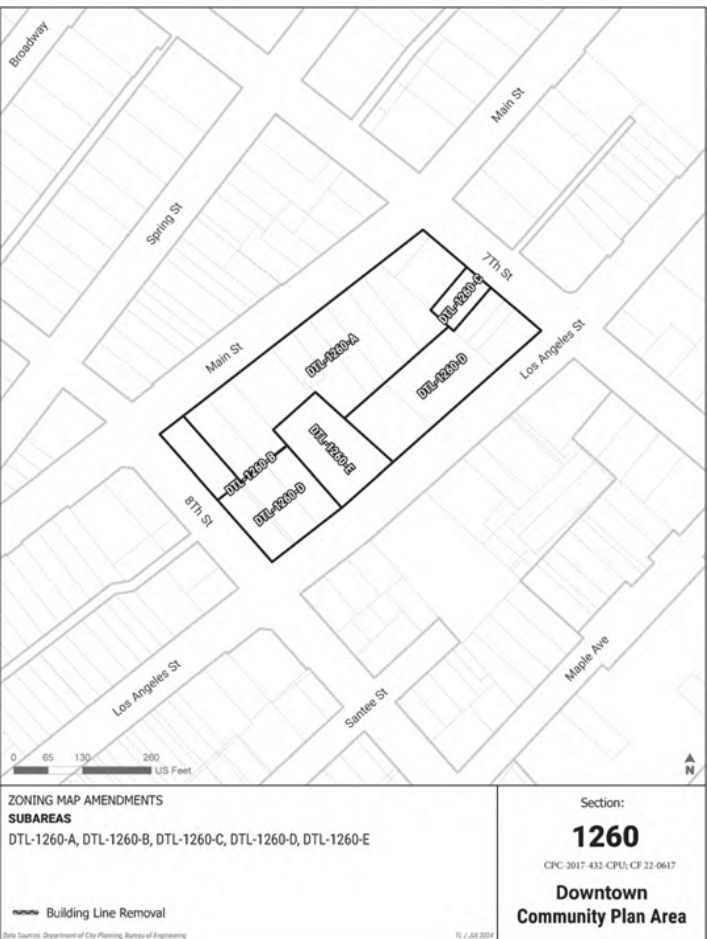 Broadway
Main St
Spring St
7Th St
DTL-1260-C
Los Angeles St
Main St
DTL-1260-A
DTL-1260-D
DTL-1260-E
DTL-1260-B
DTL-1260-D
8Th St
Maple Ave
Los Angeles St
Santee St
0 65 130 260
US Feet
N
ZONING MAP AMENDMENTS
SUBAREAS
DTL-1260-A, DTL-1260-B, DTL-1260-C, DTL-1260-D, DTL-1260-E
Building Line Removal
Data Sources: Department of City Planning, Bureau of Engineering
TL / JUL2024
Section:
1260
CPC-2017-432-CPU; CF 22-0617
Downtown
Community Plan Area